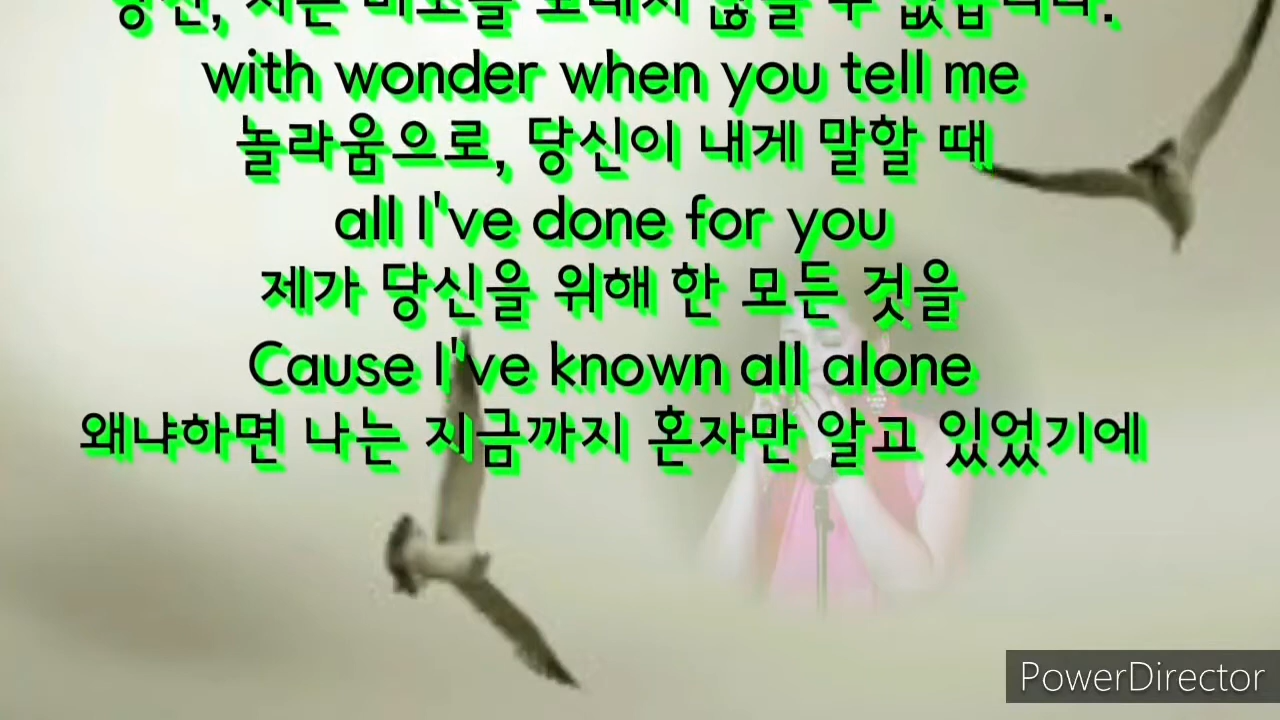 with wonder when you tell me
놀라움으로, 당신이 내게 말할 때
all I've done for you
제가 당신을 위해 한 모든 것을
Cause I've known all alone
왜냐하면 나는 지금까지 혼자만 알고 있었기에
PowerDirector